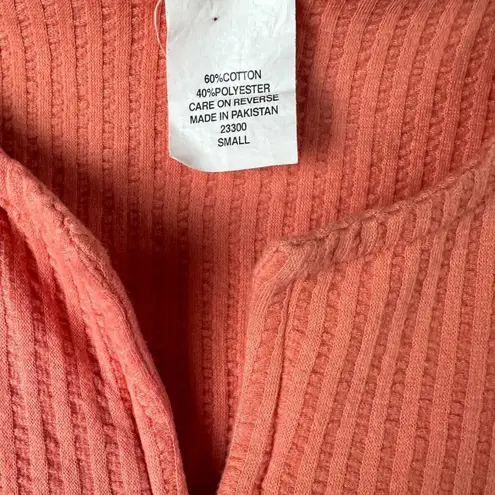 60%COTTON
40%POLYESTER
CARE ON REVERSE
MADE IN PAKISTAN
23300
SMALL